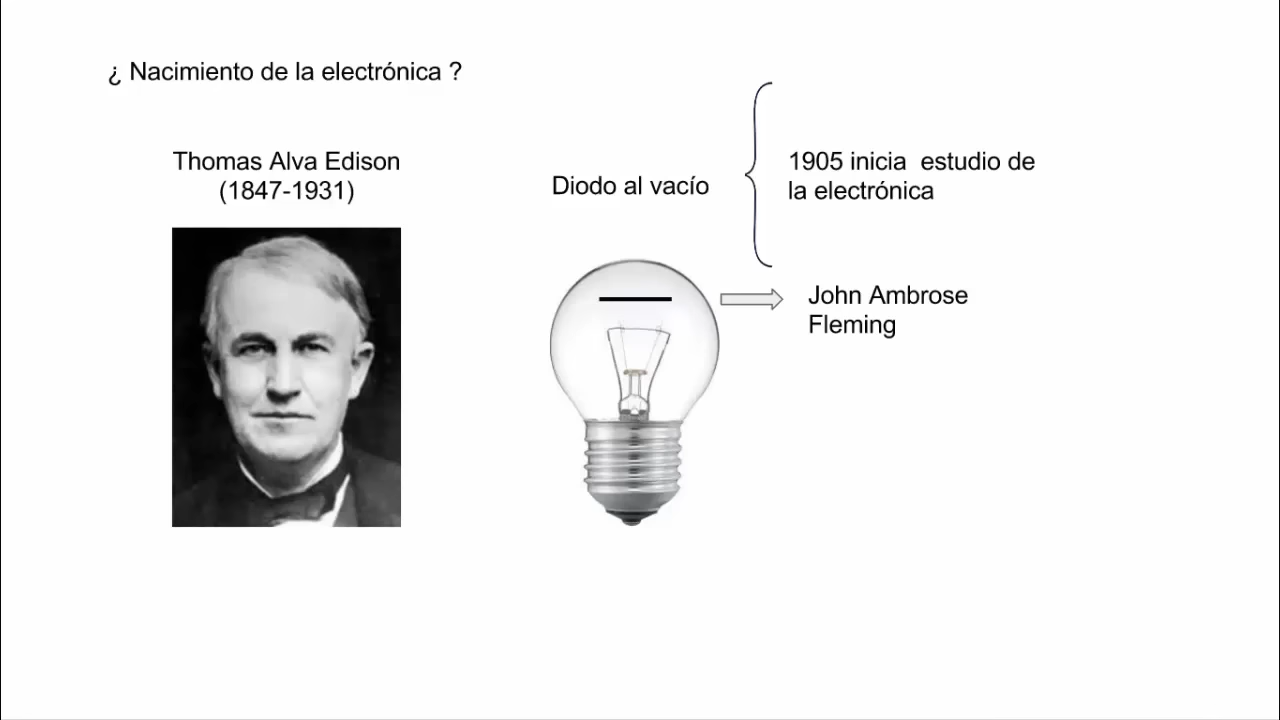 ¿ Nacimiento de la electrónica ?
Thomas Alva Edison
(1847-1931)
Diodo al vacío
1905 inicia  estudio de
la electrónica
John Ambrose
Fleming